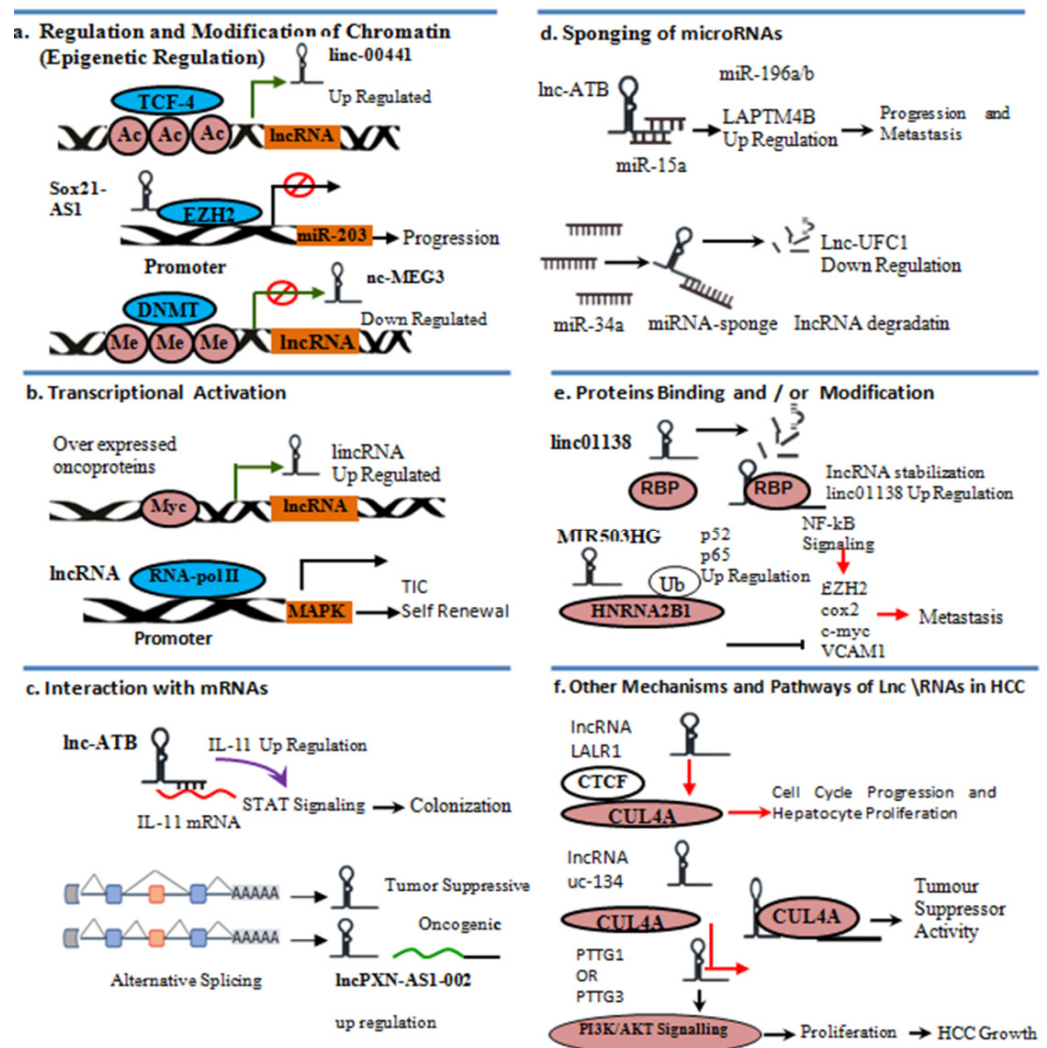 a. Regulation and Modification of Chromatin
(Epigenetic Regulation)
linc-00441
TCF-4
Up Regulated
Ac Ac Ac lncRNA
Sox21-
AS1
EZH2
miR-203
Progression
Promoter
nc-MEG3
DNMT
Down Regulated
Me Me Me lncRNA
b. Transcriptional Activation
Over expressed
oncoproteins
lincRNA
Up Regulated
Myc lncRNA
lncRNA
RNA-pol II
TIC
MAPK
Self Renewal
Promoter
c. Interaction with mRNAs
lnc-ATB
IL-11 Up Regulation
STAT Signaling
Colonization
IL-11 mRNA
AAAAA
Tumor Suppressive
Oncogenic
AAAAA
Alternative Splicing
lncPXN-AS1-002
up regulation
d. Sponging of microRNAs
miR-196a/b
lnc-ATB
LAPTM4B
Up Regulation
Progression and
Metastasis
miR-15a
Lnc-UFC1
Down Regulation
miR-34a
miRNA-sponge
lncRNA degradatin
e. Proteins Binding and / or Modification
linc01138
RBP
RBP
lncRNA stabilization
linc01138 Up Regulation
MIR503HG
p52
p65
Up Regulation
NF-kB
Signaling
Ub
HNRNA2B1
EZH2
cox2
c-myc
VCAM1
Metastasis
f. Other Mechanisms and Pathways of Lnc \RNAs in HCC
lncRNA
LALR1
CTCF
CUL4A
Cell Cycle Progression and
Hepatocyte Proliferation
lncRNA
uc-134
CUL4A
CUL4A
Tumour
Suppressor
Activity
PTTG1
OR
PTTG3
PI3K/AKT Signalling
Proliferation
HCC Growth